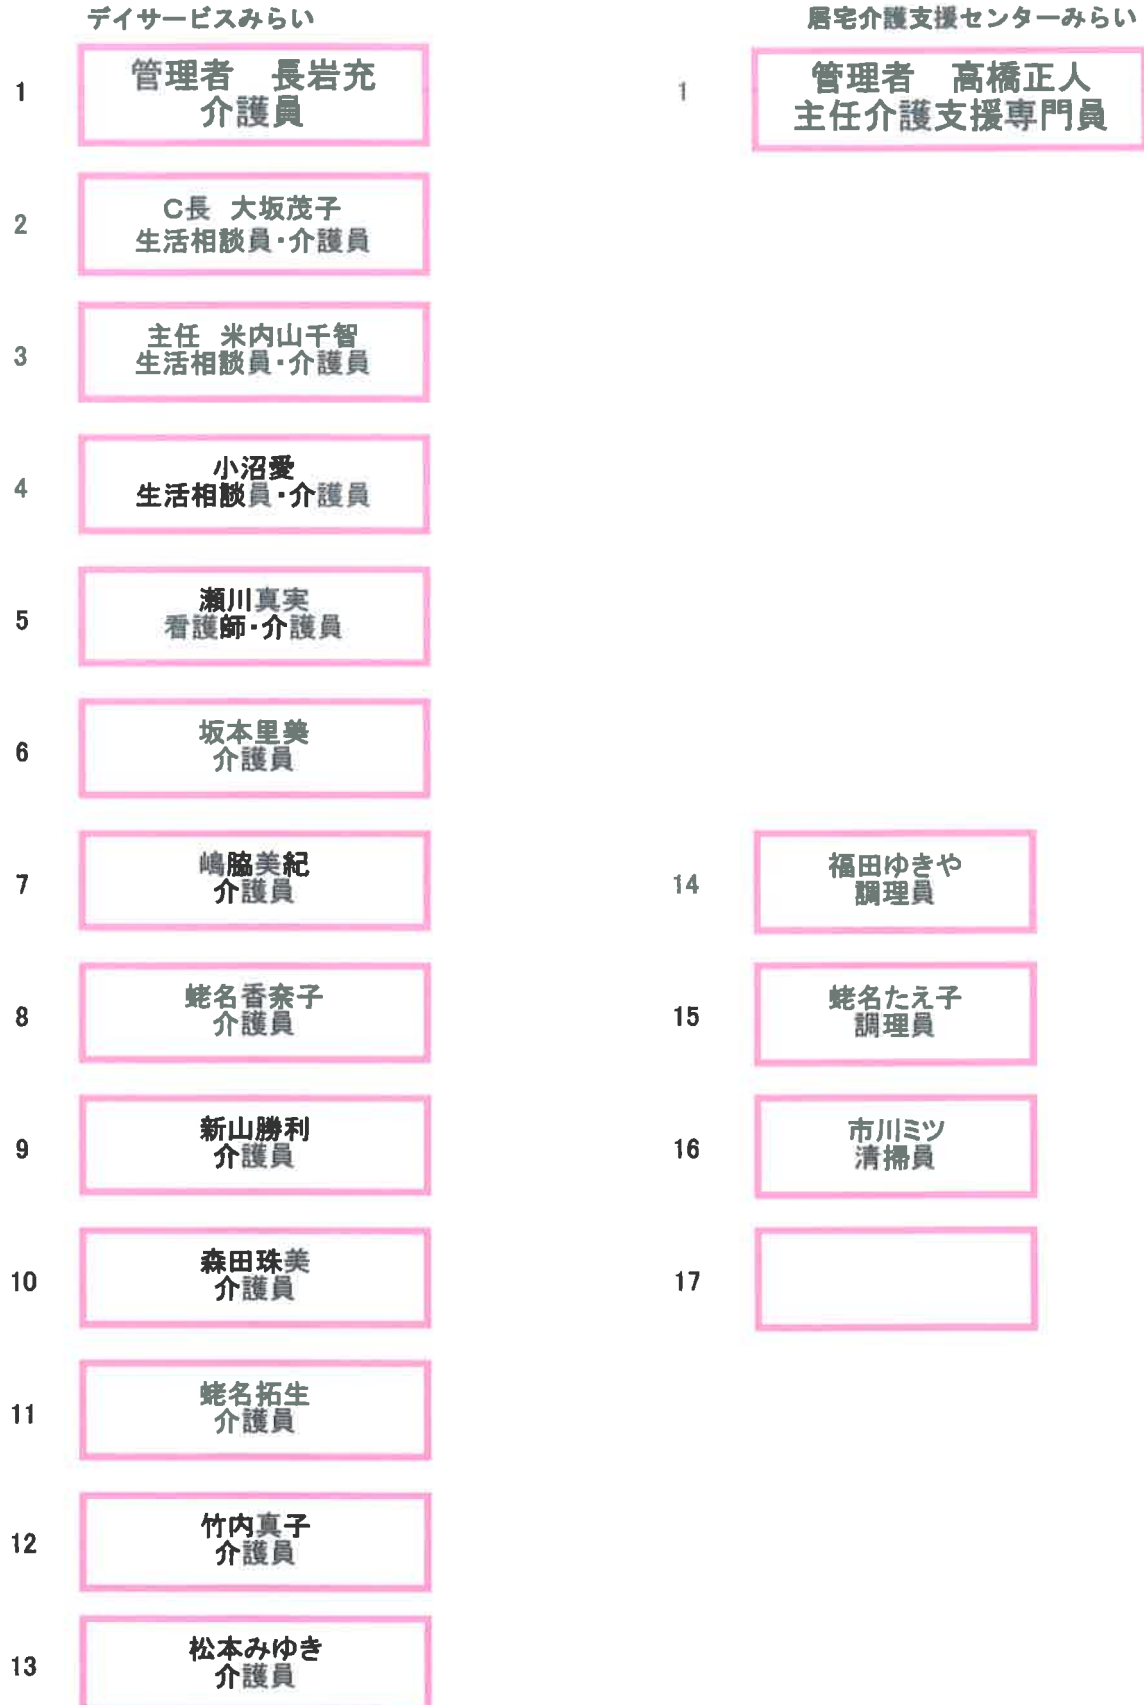 デイサービスみらい
1
管理者　長岩充
介護員
2
C長　大坂茂子
生活相談員・介護員
3
主任　米内山千智
生活相談員・介護員
4
小沼愛
生活相談員・介護員
5
瀬川真実
看護師・介護員
6
坂本里美
介護員
7
嶋脇美紀
介護員
8
蛯名香奈子
介護員
9
新山勝利
介護員
10
森田珠美
介護員
11
蛯名拓生
介護員
12
竹内真子
介護員
13
松本みゆき
介護員
居宅介護支援センターみらい
1
管理者　高橋正人
主任介護支援専門員
14
福田ゆきや
調理員
15
蛯名たえ子
調理員
16
市川ミツ
清掃員
17